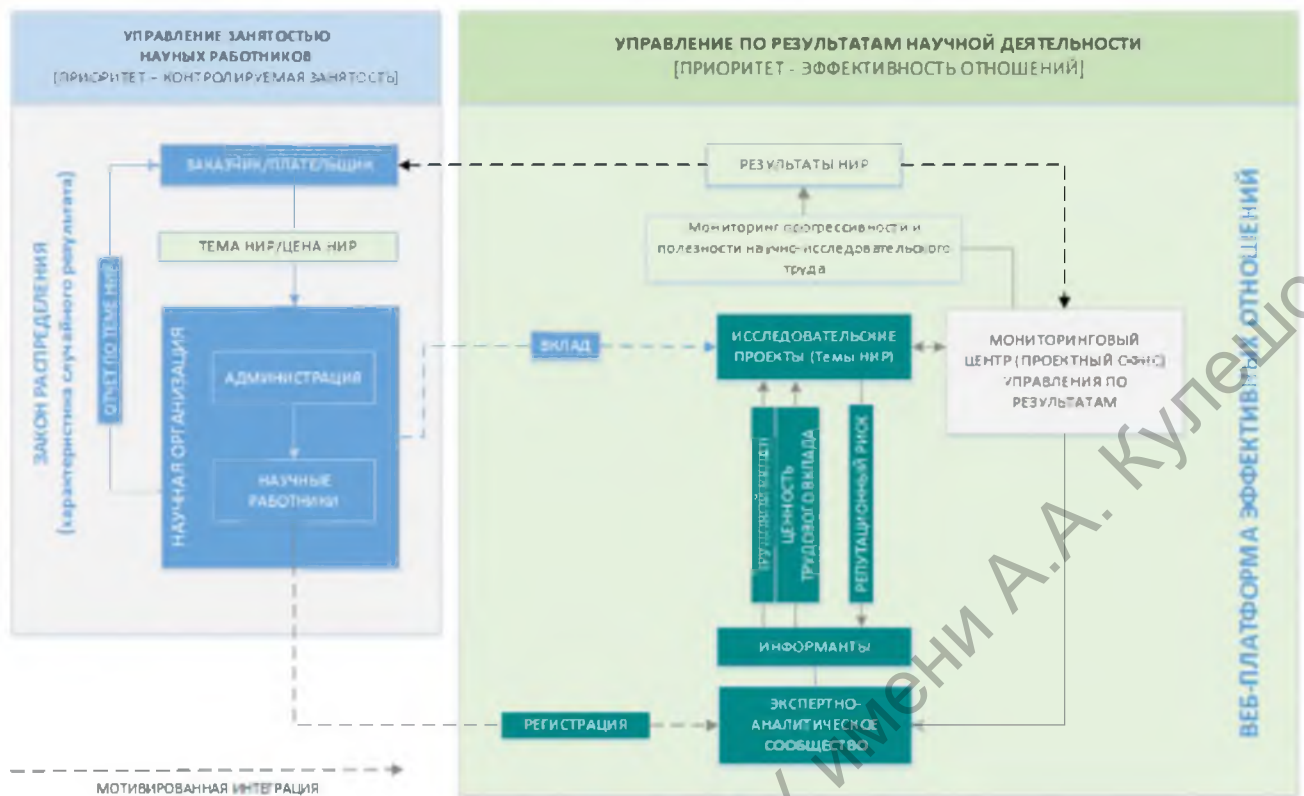 УПРАВЛЕНИЕ ЗАНЯТОСТЬЮ
НАУНЫХ РАБОТНИКОВ
[ПРИОРИТЕТ – КОНТРОЛИРУЕМАЯ ЗАНЯТОСТЬ]
ЗАКОН РАСПРЕДЕЛЕНИЯ
(характеристика случайного результата)
ЗАКАЗЧИК/ПЛАТЕЛЬЩИК
ТЕМА НИР/ЦЕНА НИР
ОТЧЕТ ПО ТЕМЕ НИР
НАУЧНАЯ ОРГАНИЗАЦИЯ
АДМИНИСТРАЦИЯ
НАУЧНЫЕ
РАБОТНИКИ
УПРАВЛЕНИЕ ПО РЕЗУЛЬТАТАМ НАУЧНОЙ ДЕЯТЕЛЬНОСТИ
[ПРИОРИТЕТ - ЭФФЕКТИВНОСТЬ ОТНОШЕНИЙ]
РЕЗУЛЬТАТЫ НИР
Мониторинг прогрессивности и
полезности научно-исследовательского
труда
ВКЛАД
ИССЛЕДОВАТЕЛЬСКИЕ
ПРОЕКТЫ (Темы НИР)
МОНИТОРИНГОВЫЙ
ЦЕНТР (ПРОЕКТНЫЙ ОФИС)
УПРАВЛЕНИЯ ПО
РЕЗУЛЬТАТАМ
ЦЕННОСТЬ
ТРУДОВОГО ВКЛАДА
РЕПУТАЦИОННЫЙ РИСК
ИНФОРМАНТЫ
РЕГИСТРАЦИЯ
ЭКСПЕРТНО-
АНАЛИТИЧЕСКОЕ
СООБЩЕСТВО
ВЕБ-ПЛАТФОРМА ЭФФЕКТИВНЫХ ОТНОШЕНИЙ
МОТИВИРОВАННАЯ ИНТЕГРАЦИЯ
имени А.А. Кулешо